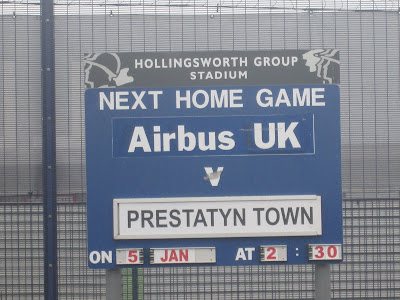 HOLLINGSWORTH GROUP
STADIUM
NEXT HOME GAME
Airbus UK
V
PRESTATYN TOWN
ON 5 JAN AT 2 : 30